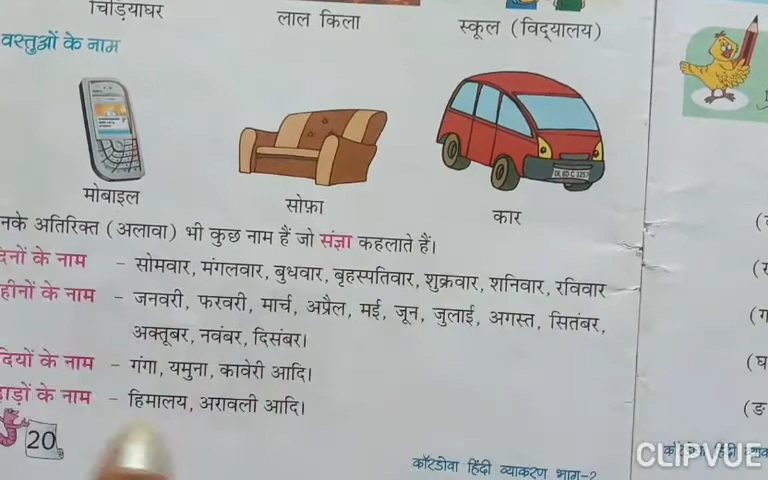 चिड़ियाघर
लाल किला
स्कूल (विद्यालय)
वस्तुओं के नाम
मोबाइल
सोफ़ा
कार
DL 8D C 3257
नके अतिरिक्त (अलावा) भी कुछ नाम हैं जो संज्ञा कहलाते हैं।
दिनों के नाम - सोमवार, मंगलवार, बुधवार, बृहस्पतिवार, शुक्रवार, शनिवार, रविवार
हीनों के नाम - जनवरी, फरवरी, मार्च, अप्रैल, मई, जून, जुलाई, अगस्त, सितंबर,
अक्तूबर, नवंबर, दिसंबर।
दियों के नाम - गंगा, यमुना, कावेरी आदि।
हाड़ों के नाम - हिमालय, अरावली आदि।
20
कॉरडोवा हिंदी व्याकरण भाग-2
(ग
(घ
(ङ
CLIPVUE